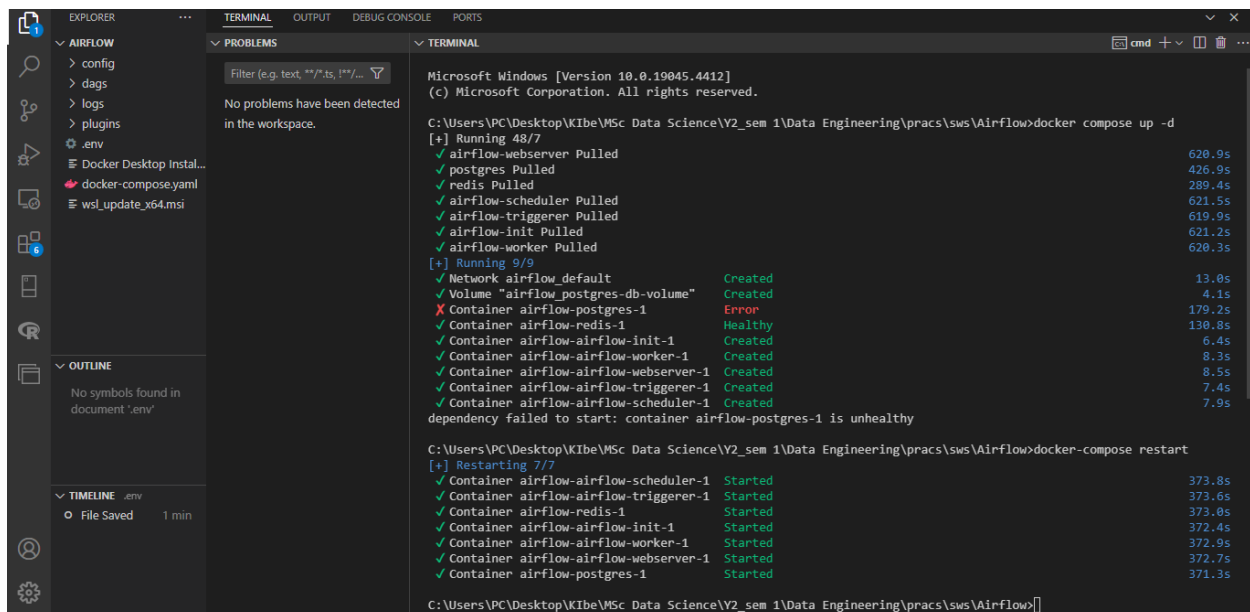 EXPLORER ···
TERMINAL OUTPUT DEBUG CONSOLE PORTS
AIRFLOW
config
dags
logs
plugins
.env
Docker Desktop Instal...
docker-compose.yaml
wsl_update_x64.msi
1
6
OUTLINE
No symbols found in
document '.env'
TIMELINE .env
File Saved 1 min
PROBLEMS
Filter (e.g. text, **/*.ts, !**/...
No problems have been detected
in the workspace.
TERMINAL
cmd
Microsoft Windows [Version 10.0.19045.4412]
(c) Microsoft Corporation. All rights reserved.
C:\Users\PC\Desktop\KIbe\MSc Data Science\Y2_sem 1\Data Engineering\pracs\sws\Airflow>docker compose up -d
[+] Running 48/7
✓ airflow-webserver Pulled 620.9s
✓ postgres Pulled 426.9s
✓ redis Pulled 289.4s
✓ airflow-scheduler Pulled 621.5s
✓ airflow-triggerer Pulled 619.9s
✓ airflow-init Pulled 621.2s
✓ airflow-worker Pulled 620.3s
[+] Running 9/9
✓ Network airflow_default Created 13.0s
✓ Volume "airflow_postgres-db-volume" Created 4.1s
✗ Container airflow-postgres-1 Error 179.2s
✓ Container airflow-redis-1 Healthy 130.8s
✓ Container airflow-airflow-init-1 Created 6.4s
✓ Container airflow-airflow-worker-1 Created 8.3s
✓ Container airflow-airflow-webserver-1 Created 8.5s
✓ Container airflow-airflow-triggerer-1 Created 7.4s
✓ Container airflow-airflow-scheduler-1 Created 7.9s
dependency failed to start: container airflow-postgres-1 is unhealthy
C:\Users\PC\Desktop\KIbe\MSc Data Science\Y2_sem 1\Data Engineering\pracs\sws\Airflow>docker-compose restart
[+] Restarting 7/7
✓ Container airflow-airflow-scheduler-1 Started 373.8s
✓ Container airflow-airflow-triggerer-1 Started 373.6s
✓ Container airflow-redis-1 Started 373.0s
✓ Container airflow-airflow-init-1 Started 372.4s
✓ Container airflow-airflow-worker-1 Started 372.9s
✓ Container airflow-airflow-webserver-1 Started 372.7s
✓ Container airflow-postgres-1 Started 371.3s
C:\Users\PC\Desktop\KIbe\MSc Data Science\Y2_sem 1\Data Engineering\pracs\sws\Airflow>